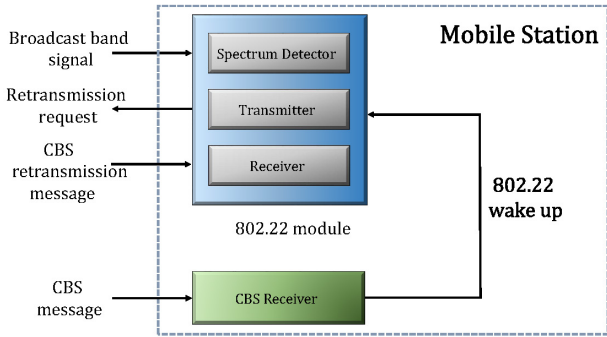 Mobile Station
Broadcast band
signal
Spectrum Detector
Retransmission
request
Transmitter
CBS
retransmission
message
Receiver
802.22
wake up
802.22 module
CBS
message
CBS Receiver